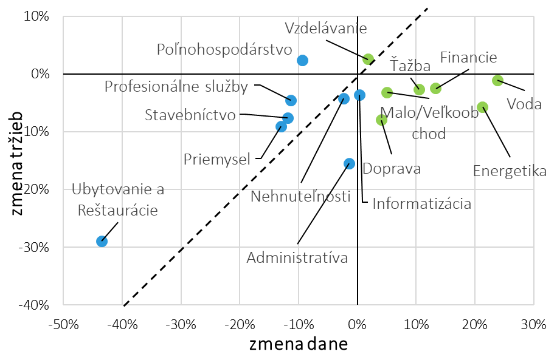 10%
0%
-10%
-20%
-30%
-40%
-50%
-40%
-30%
-20%
-10%
0%
10%
20%
30%
zmena tržieb
zmena dane
Vzdelávanie
Poľnohospodárstvo
Ťažba
Financie
Profesionálne služby
Stavebníctvo
Malo/Veľkoob
chod
Voda
Priemysel
Doprava
Energetika
Ubytovanie a
Reštaurácie
Nehnuteľnosti
Informatizácia
Administratíva